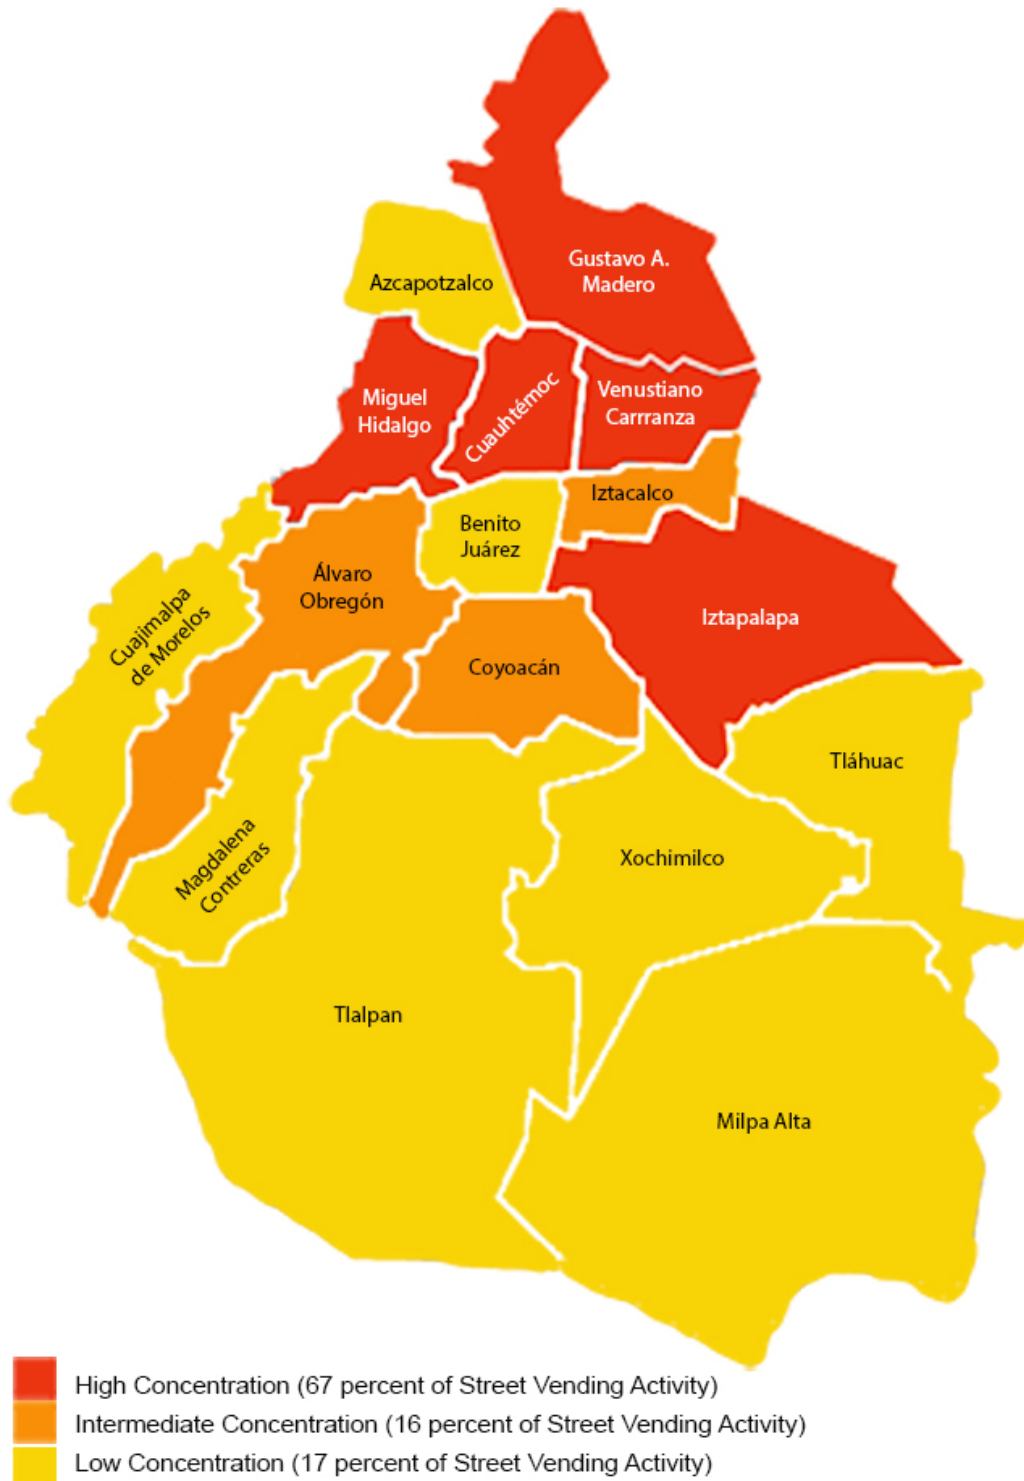 Gustavo A.
Madero
Azcapotzalco
Miguel
Hidalgo
Cuauhtémoc
Venustiano
Carrranza
Iztacalco
Benito
Juárez
Álvaro
Obregón
Cuajimalpa
de Morelos
Iztapalapa
Coyoacán
Tláhuac
Magdalena
Contreras
Xochimilco
Tlalpan
Milpa Alta
High Concentration (67 percent of Street Vending Activity)
Intermediate Concentration (16 percent of Street Vending Activity)
Low Concentration (17 percent of Street Vending Activity)